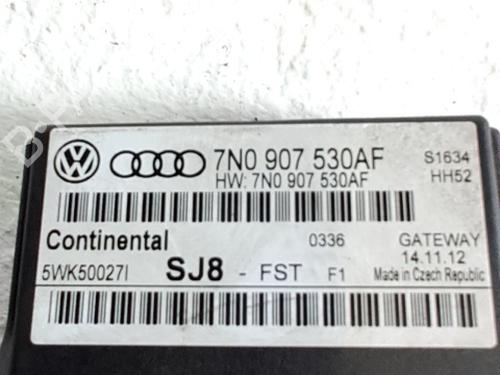 7N0 907 530AF S1634
HW: 7N0 907 530AF HH52
Continental 0336 GATEWAY
14.11.12
5WK50027I SJ8 - FST F1 Made in Czech Republic